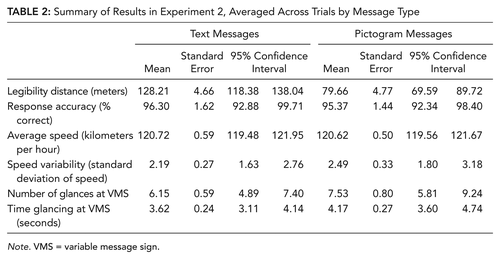 TABLE 2: Summary of Results in Experiment 2, Averaged Across Trials by Message Type
Text Messages Pictogram Messages
Mean Standard Error 95% Confidence Interval Mean Standard Error 95% Confidence Interval
Legibility distance (meters) 128.21 4.66 118.38 138.04 79.66 4.77 69.59 89.72
Response accuracy (% correct) 96.30 1.62 92.88 99.71 95.37 1.44 92.34 98.40
Average speed (kilometers per hour) 120.72 0.59 119.48 121.95 120.62 0.50 119.56 121.67
Speed variability (standard deviation of speed) 2.19 0.27 1.63 2.76 2.49 0.33 1.80 3.18
Number of glances at VMS 6.15 0.59 4.89 7.40 7.53 0.80 5.81 9.24
Time glancing at VMS (seconds) 3.62 0.24 3.11 4.14 4.17 0.27 3.60 4.74
Note. VMS = variable message sign.